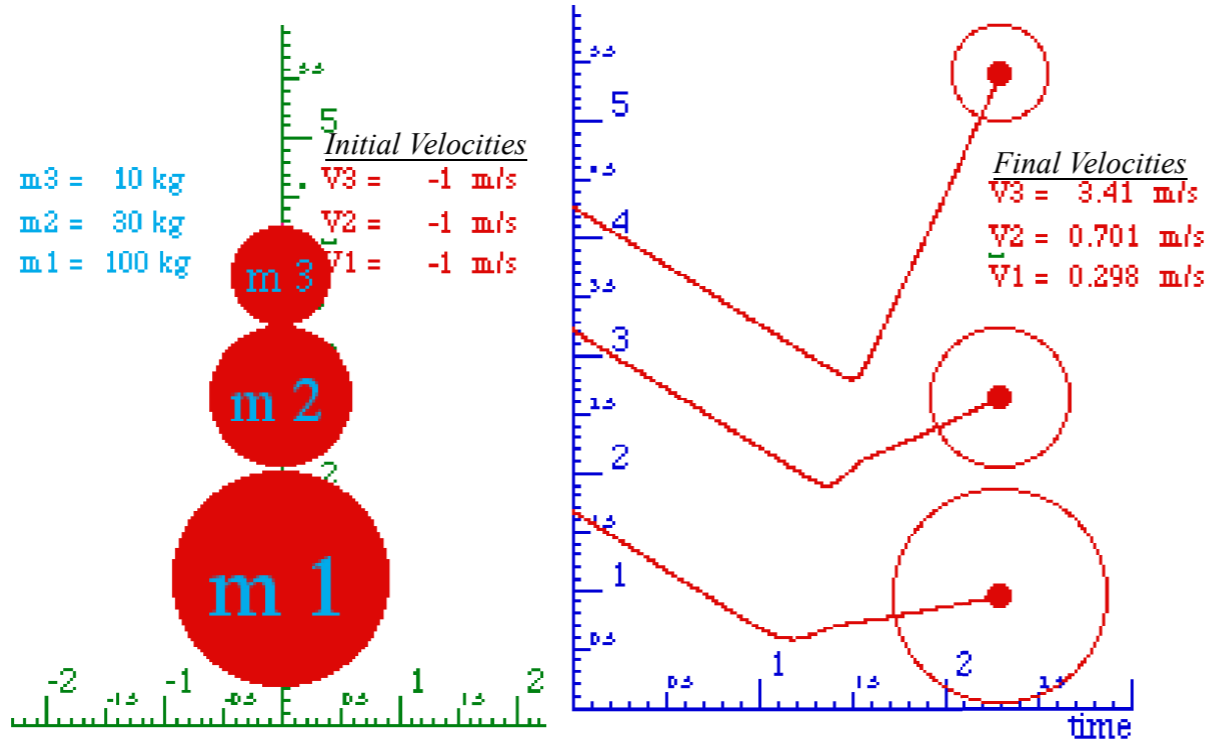 5
Initial Velocities
m3 = 10 kg
V3 = -1 m/s
m2 = 30 kg
V2 = -1 m/s
m1 = 100 kg
V1 = -1 m/s
m 3
m 2
2
m 1
-2
-1
1
2
5
Final Velocities
V3 = 3.41 m/s
V2 = 0.701 m/s
V1 = 0.298 m/s
4
3
2
1
1
2
time